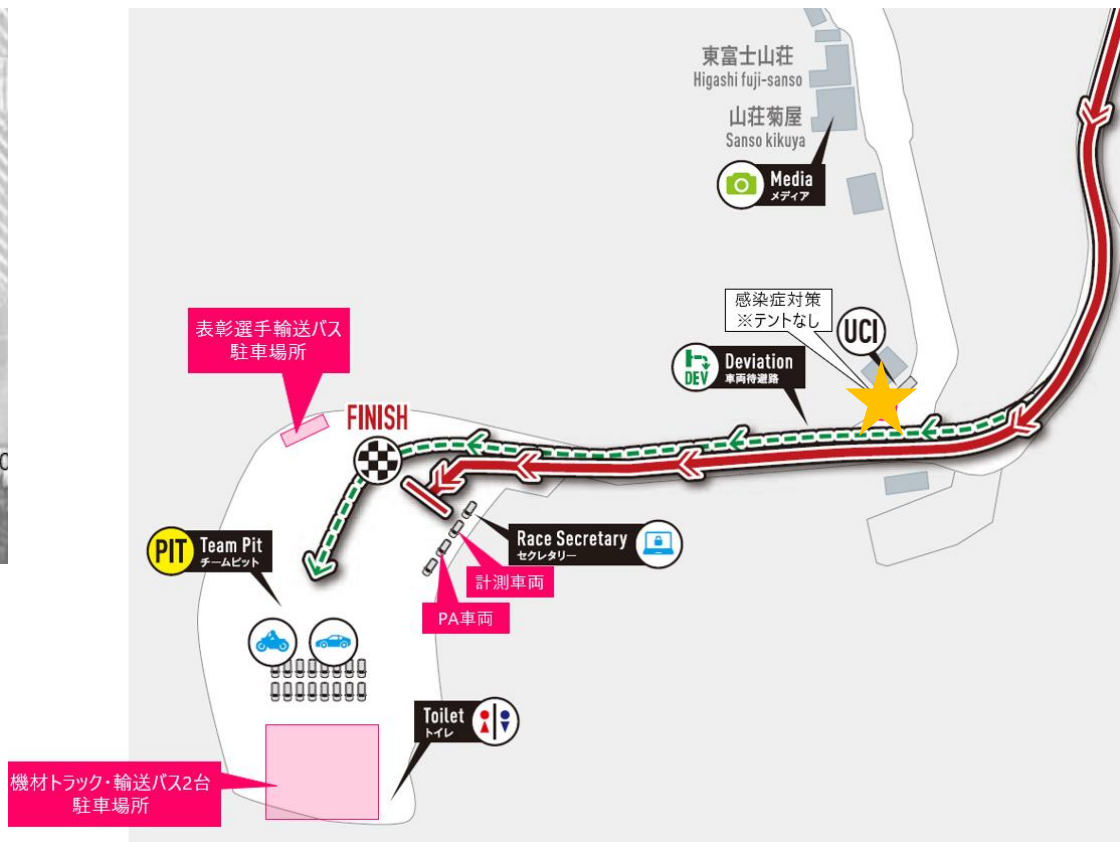 東富士山荘
Higashi fuji-sanso
山荘菊屋
Sanso kikuya
Media
メディア
感染症対策
※テントなし
UCI
表彰選手輸送バス
駐車場所
DEV
Deviation
車両待避路
FINISH
PIT
Team Pit
チームピット
Race Secretary
セクレタリー
計測車両
PA車両
Toilet
トイレ
機材トラック・輸送バス2台
駐車場所